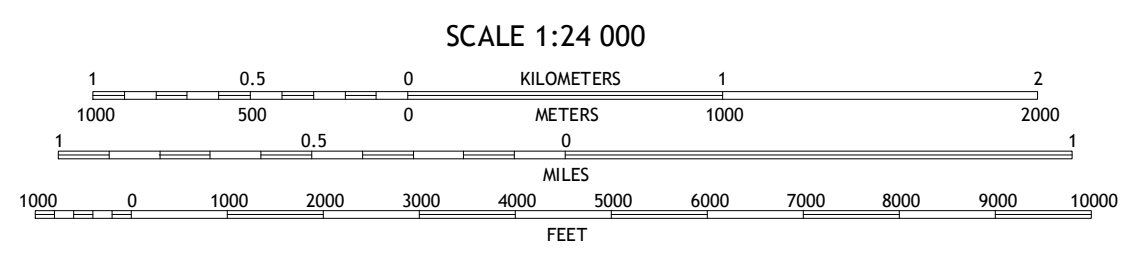 SCALE 1:24 000
1 0.5 0 KILOMETERS 1 2
1000 500 0 METERS 1000 2000
1 0.5 0 1
MILES
1000 0 1000 2000 3000 4000 5000 6000 7000 8000 9000 10000
FEET